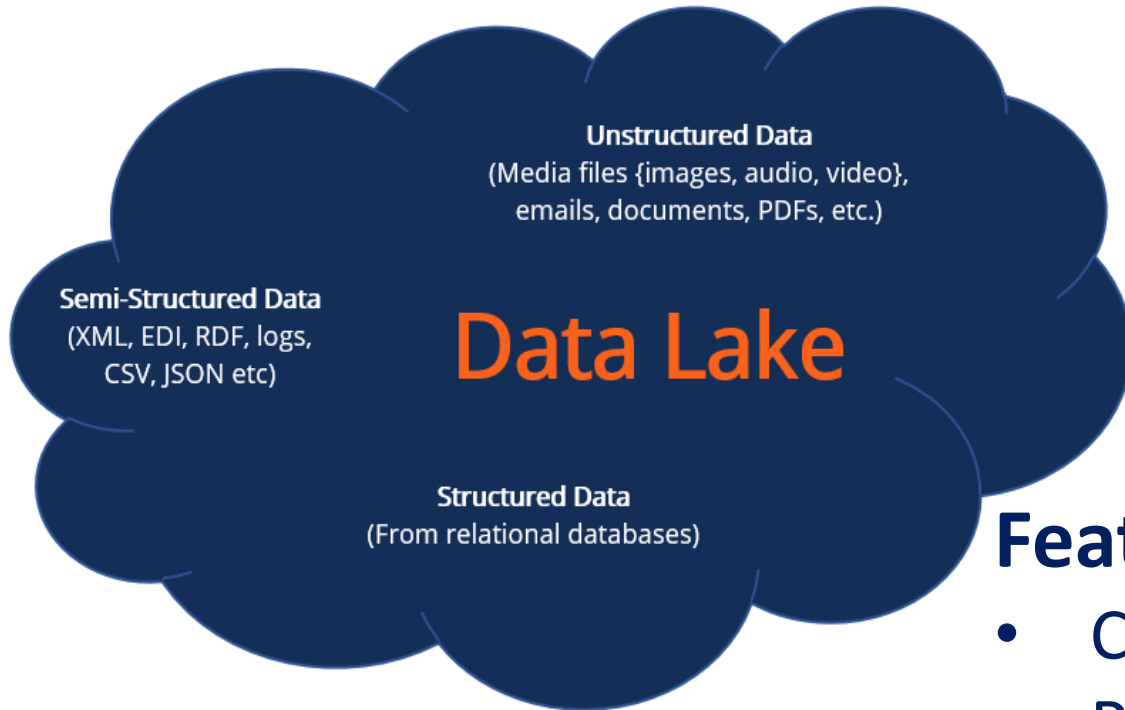 Unstructured Data
(Media files {images, audio, video},
emails, documents, PDFs, etc.)
Semi-Structured Data
(XML, EDI, RDF, logs,
CSV, JSON etc)
Data Lake
Structured Data
(From relational databases)